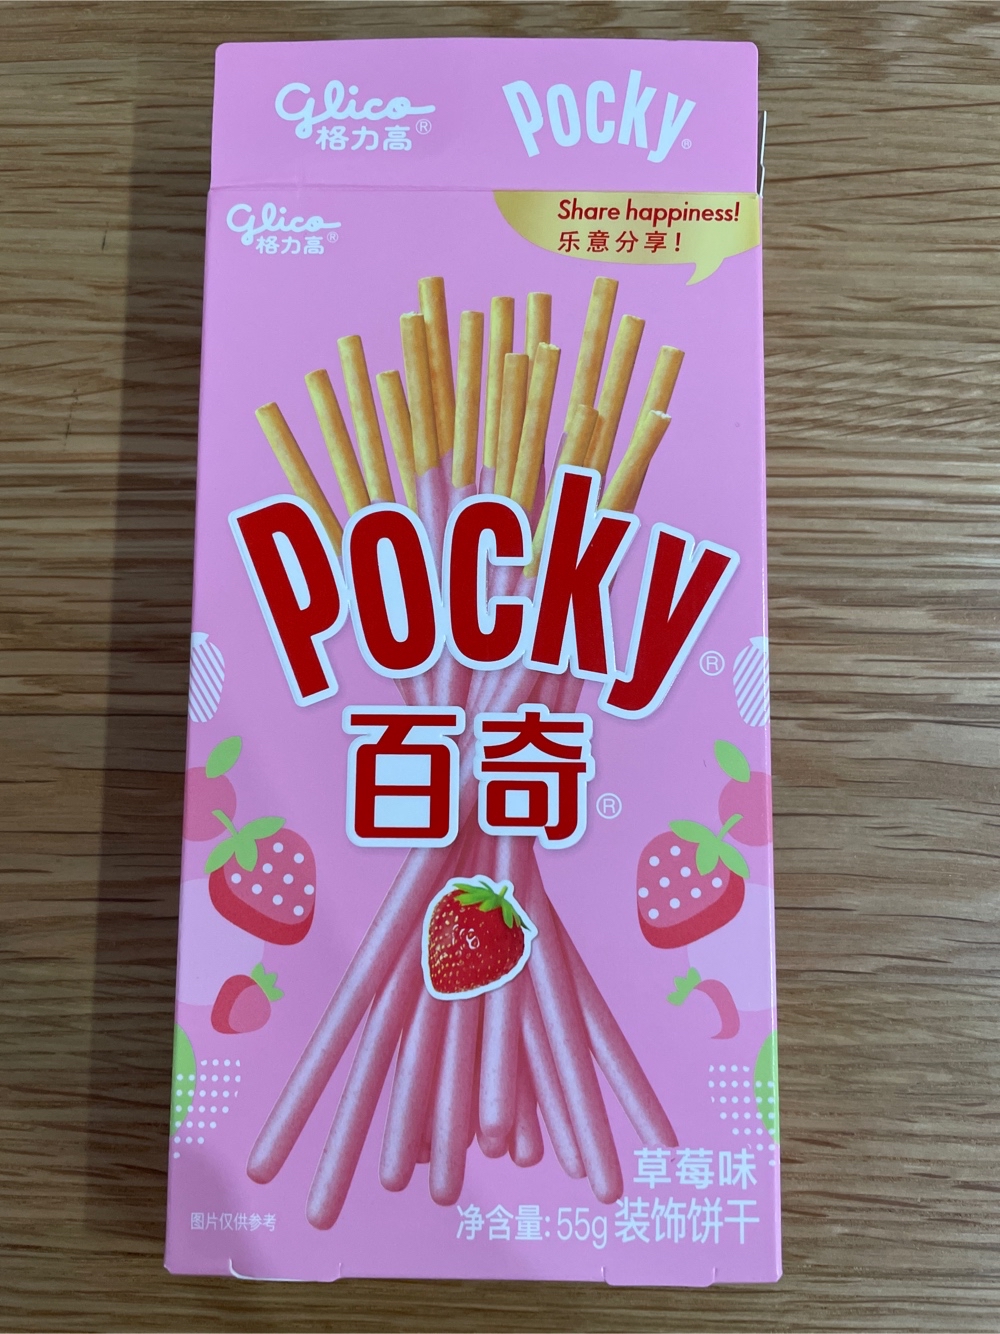 Glico
格力高®
Pocky®
Glico
格力高®
Share happiness!
乐意分享！
Pocky®
百奇®
草莓味
图片仅供参考
净含量:55g 装饰饼干